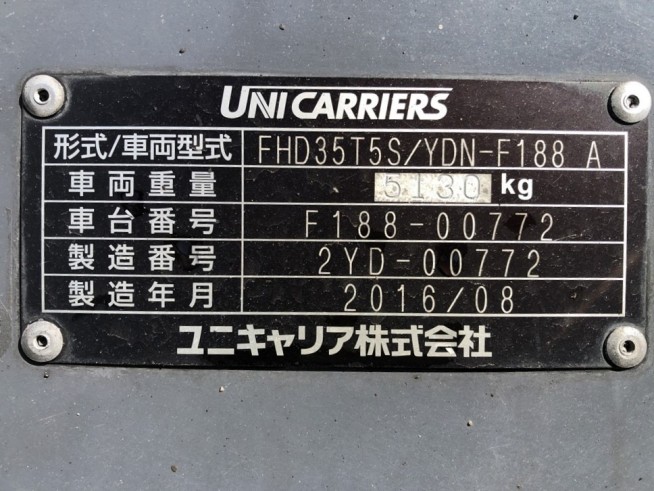 UNICARRIERS
形式/車両型式 FHD35T5S/YDN-F188 A
車両重量 5130 kg
車台番号 F188-00772
製造番号 2YD-00772
製造年月 2016/08
ユニキャリア株式会社